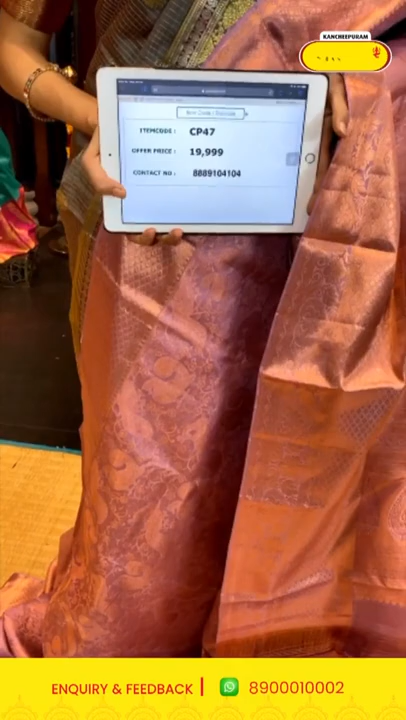 KANCHEEPURAM
ITEMCODE : CP47
OFFER PRICE : 19,999
CONTACT NO : 8889104104
ENQUIRY & FEEDBACK | 8900010002